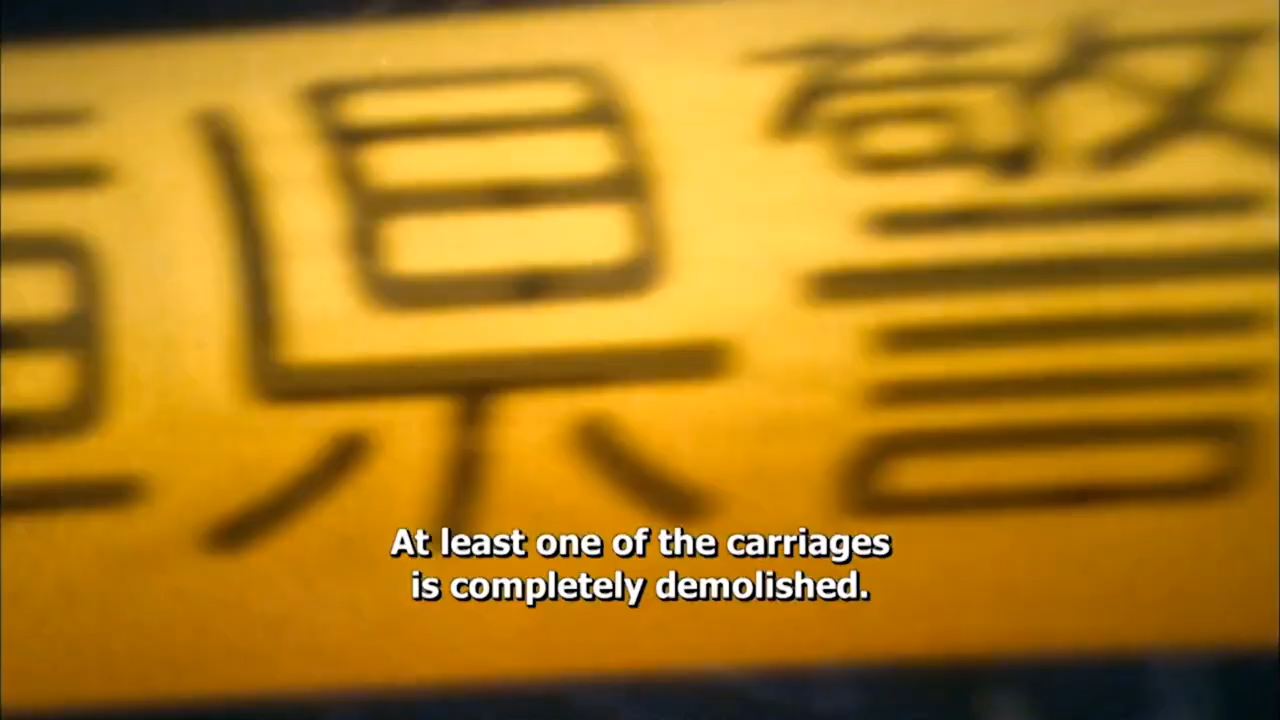 県警
At least one of the carriages
is completely demolished.